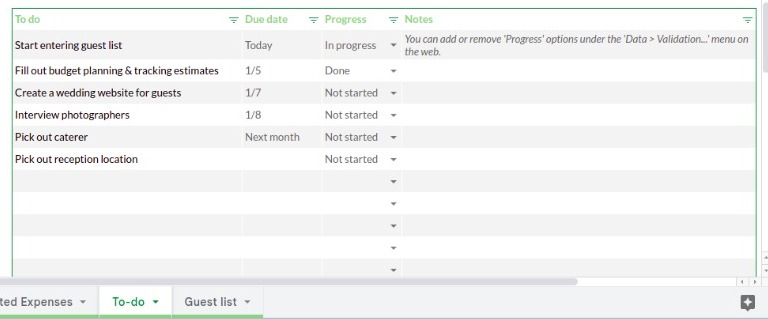 To do Due date Progress Notes
Start entering guest list Today In progress You can add or remove 'Progress' options under the 'Data > Validation...' menu on
the web.
Fill out budget planning & tracking estimates 1/5 Done
Create a wedding website for guests 1/7 Not started
Interview photographers 1/8 Not started
Pick out caterer Next month Not started
Pick out reception location Not started
ted Expenses To-do Guest list